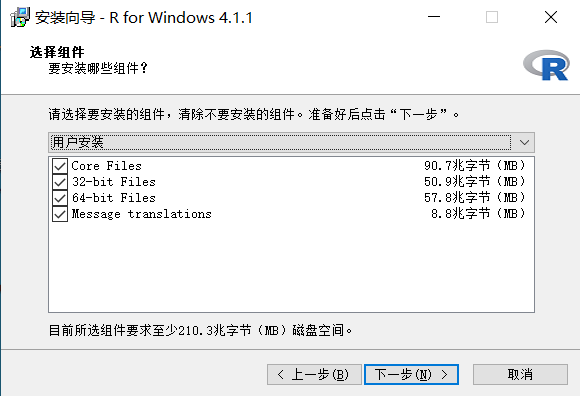 安装向导 - R for Windows 4.1.1
选择组件
要安装哪些组件？
R
请选择要安装的组件，清除不要安装的组件。准备好后点击“下一步”。
用户安装
Core Files 90.7兆字节（MB）
32-bit Files 50.9兆字节（MB）
64-bit Files 57.8兆字节（MB）
Message translations 8.8兆字节（MB）
目前所选组件要求至少210.3兆字节（MB）磁盘空间。
< 上一步(B) 下一步(N) > 取消